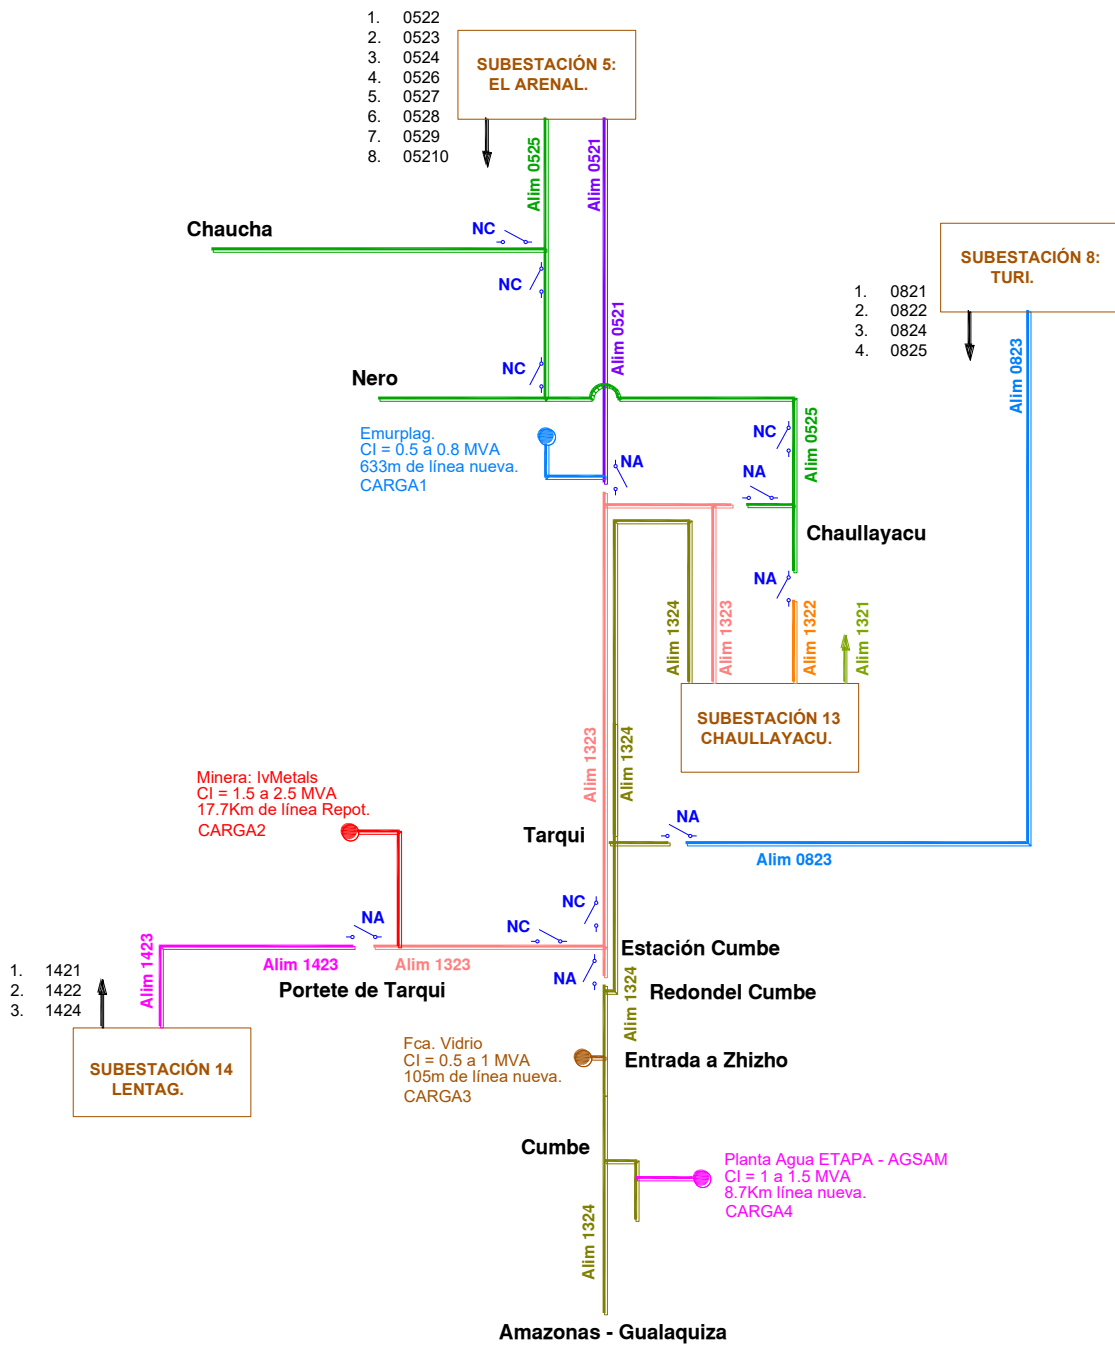 1. 0522
2. 0523
3. 0524
4. 0526
5. 0527
6. 0528
7. 0529
8. 05210
SUBESTACIÓN 5:
EL ARENAL.
Alim 0525
Alim 0521
Chaucha
NC
NC
SUBESTACIÓN 8:
TURI.
1. 0821
2. 0822
3. 0824
4. 0825
Alim 0521
Alim 0823
NC
Nero
Alim 0525
Emurplag.
CI = 0.5 a 0.8 MVA
633m de línea nueva.
CARGA1
NC
NA
NA
Chaullayacu
NA
Alim 1324
Alim 1323
Alim 1322
Alim 1321
SUBESTACIÓN 13
CHAULLAYACU.
Alim 1323
Alim 1324
Minera: IvMetals
CI = 1.5 a 2.5 MVA
17.7Km de línea Repot.
CARGA2
Tarqui
NA
Alim 0823
NC
NA
NC
Estación Cumbe
Alim 1423
Alim 1423
Alim 1323
NA
Portete de Tarqui
Redondel Cumbe
Alim 1324
1. 1421
2. 1422
3. 1424
SUBESTACIÓN 14
LENTAG.
Fca. Vidrio
CI = 0.5 a 1 MVA
105m de línea nueva.
CARGA3
Entrada a Zhizho
Cumbe
Planta Agua ETAPA - AGSAM
CI = 1 a 1.5 MVA
8.7Km línea nueva.
CARGA4
Alim 1324
Amazonas - Gualaquiza